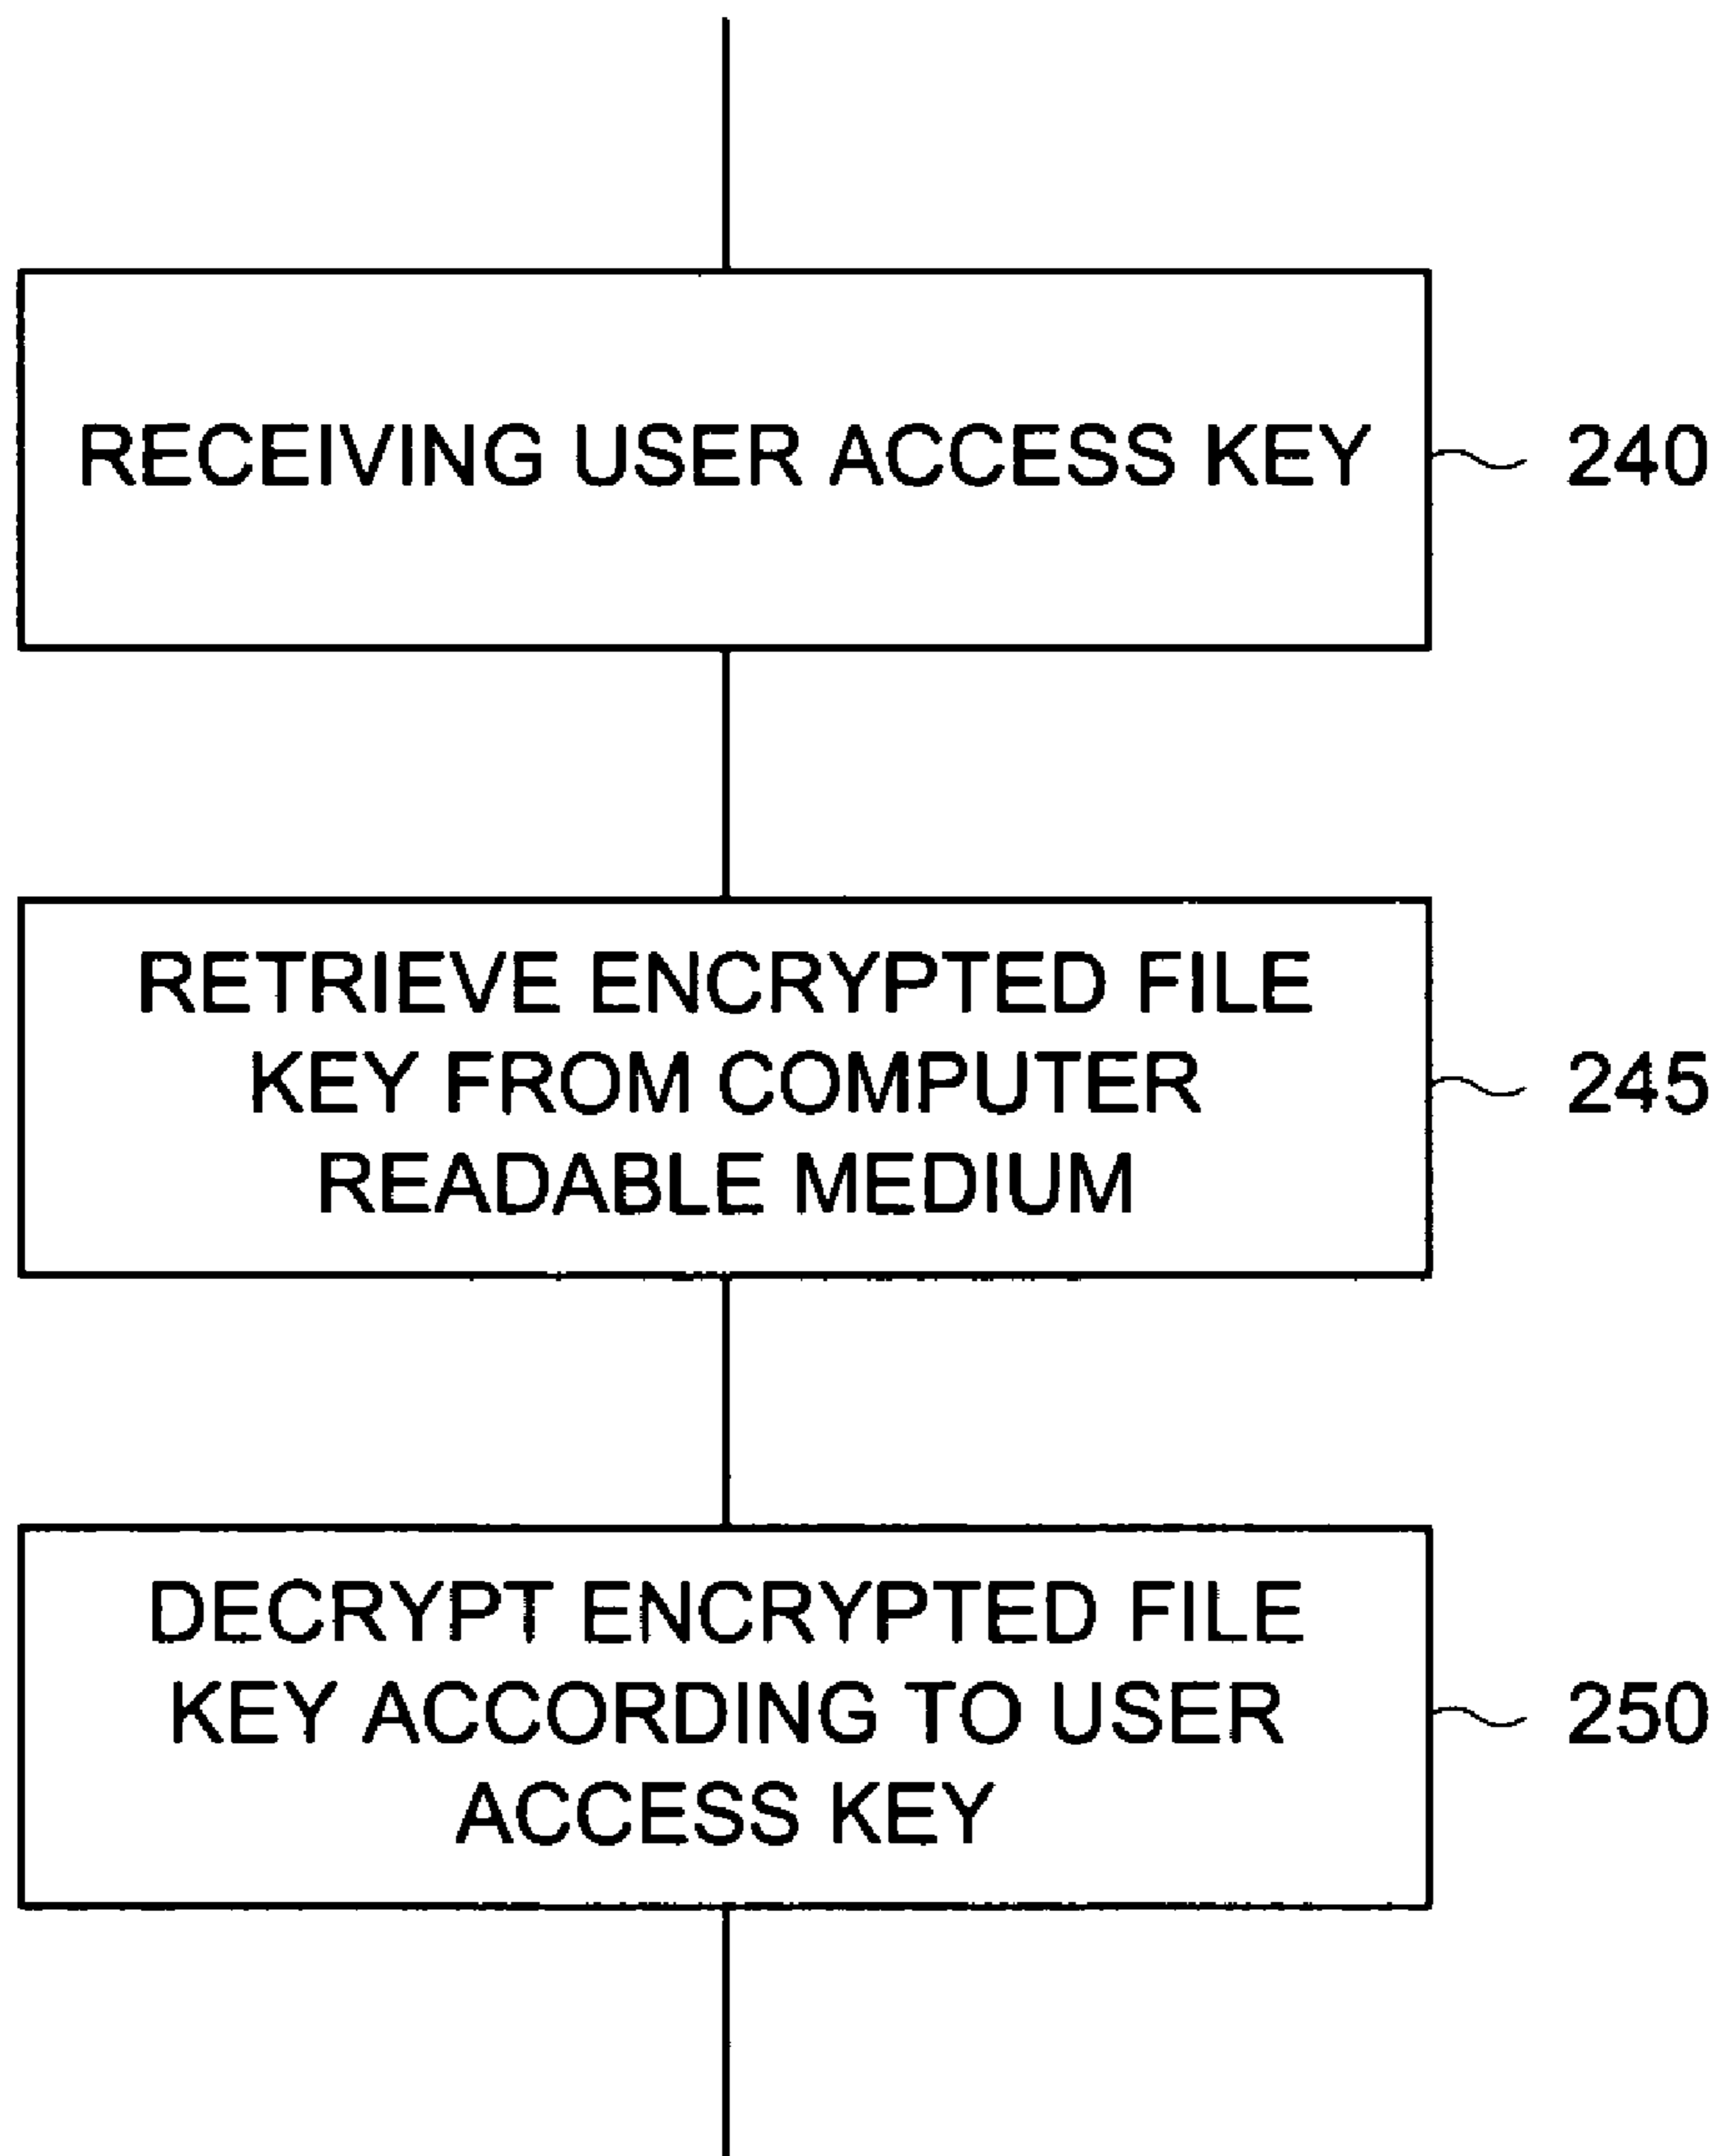 RECEIVING USER ACCESS KEY
240
RETRIEVE ENCRYPTED FILE
KEY FROM COMPUTER
READABLE MEDIUM
245
DECRYPT ENCRYPTED FILE
KEY ACCORDING TO USER
ACCESS KEY
250